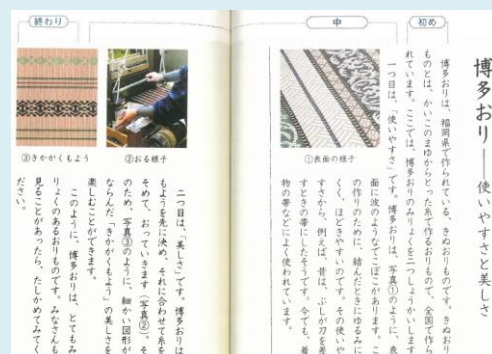 初め
中
終わり
博多おり——使いやすさと美しさ
博多おりは、福岡県で作られている、きぬおりものです。きぬおり
ものとは、かいこのまゆからとった糸で作るおりもので、全国で作ら
れています。ここでは、博多おりのみりょくを二つしょうかいします。
一つ目は、「使いやすさ」です。博多おりは、写真①のように、表
面に波のようなでこぼこがあります。こ
の作りのために、結んだときにゆるみに
くく、ほどきやすいのです。その使いや
すさから、例えば、昔は、ぶしが刀を差
すときの帯にしたそうです。今でも、着
物の帯などによく使われています。
①表面の様子
二つ目は、「美しさ」です。博多おりは
もようを先に決め、それに合わせて糸を
そめて、おっていきます(写真②)。そ
のため、写真③のように、細かい図形が
ならんだ「きかがくもよう」の美しさを
楽しむことができます。
このように、博多おりは、とてもみ
りょくのあるおりものです。みなさんも
見ることがあったら、たしかめてみてく
ださい。
②おる様子
③きかがくもよう